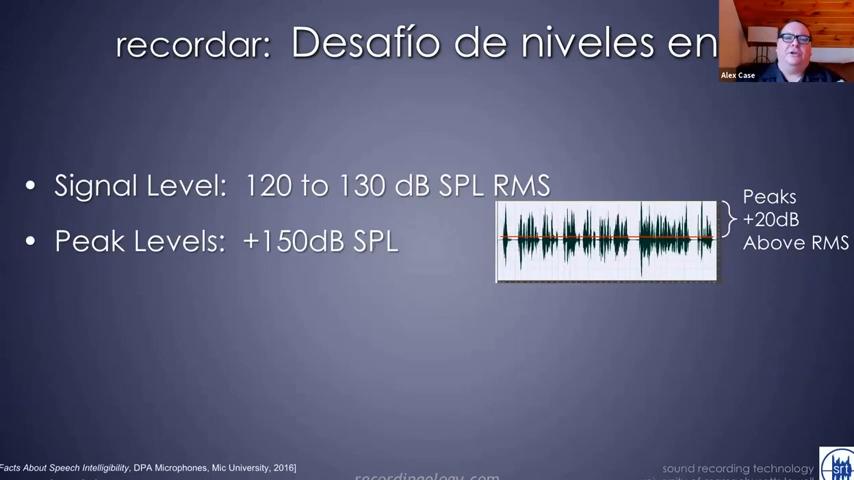 recordar: Desafío de niveles en
Alex Case
• Signal Level: 120 to 130 dB SPL RMS
• Peak Levels: +150dB SPL
Peaks
+20dB
Above RMS
Facts About Speech Intelligibility, DPA Microphones, Mic University, 2016]
recordingology.com
sound recording technology
srt